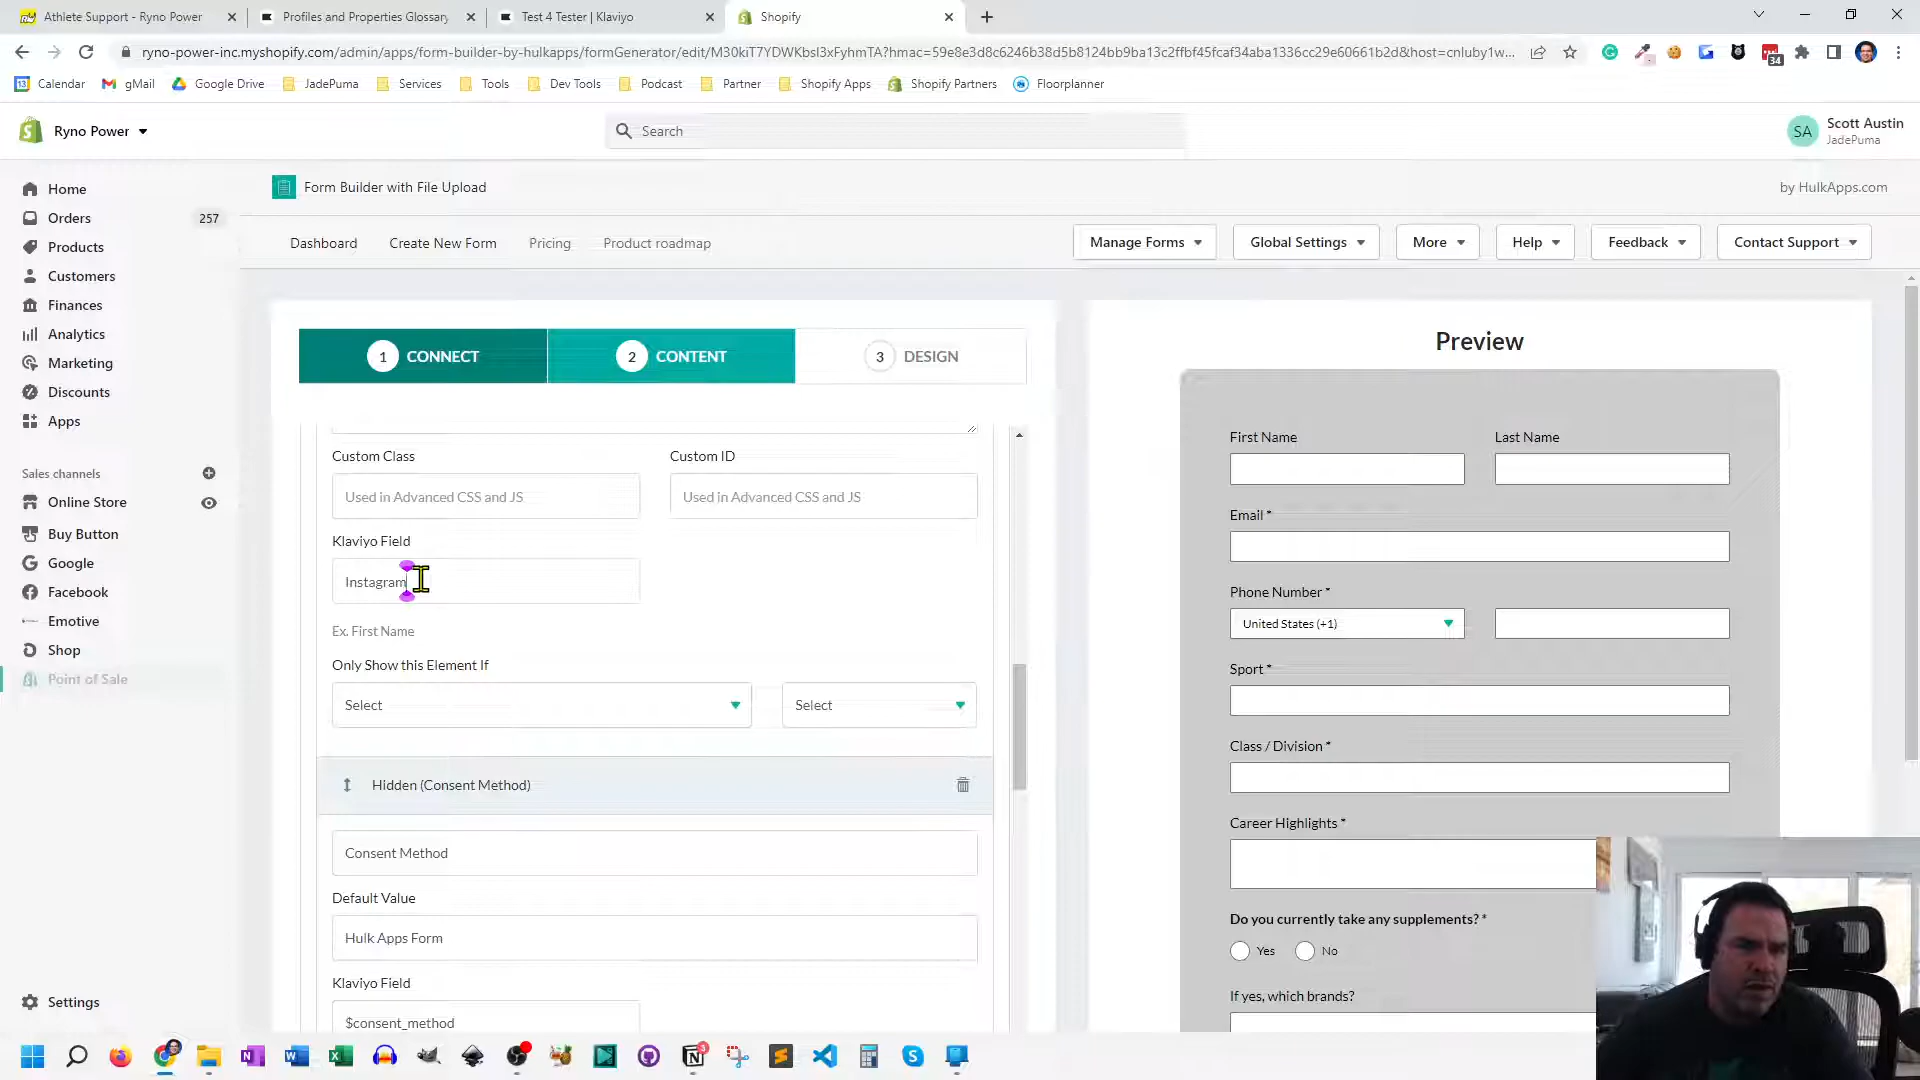 Athlete Support - Ryno Power
Profiles and Properties Glossary
Test 4 Tester | Klaviyo
Shopify
ryno-power-inc.myshopify.com/admin/apps/form-builder-by-hulkapps/formGenerator/edit/M30kiT7YDWKbsI3xFyhmTA?hmac=59e8e3d8c6246b38d5b8124bb9ba13c2ffbf45fcaf34aba1336cc29e60661b2d&host=cnluby1w...
34
Calendar
gMail
Google Drive
JadePuma
Services
Tools
Dev Tools
Podcast
Partner
Shopify Apps
Shopify Partners
Floorplanner
Ryno Power
Search
SA
Scott Austin
JadePuma
Home
Orders
257
Products
Customers
Finances
Analytics
Marketing
Discounts
Apps
Sales channels
Online Store
Buy Button
Google
Facebook
Emotive
Shop
Point of Sale
Settings
Form Builder with File Upload
by HulkApps.com
Dashboard
Create New Form
Pricing
Product roadmap
Manage Forms
Global Settings
More
Help
Feedback
Contact Support
1 CONNECT
2 CONTENT
3 DESIGN
Custom Class
Custom ID
Used in Advanced CSS and JS
Used in Advanced CSS and JS
Klaviyo Field
Instagram
Ex. First Name
Only Show this Element If
Select
Select
Hidden (Consent Method)
Consent Method
Default Value
Hulk Apps Form
Klaviyo Field
$consent_method
Preview
First Name
Last Name
Email *
Phone Number *
United States (+1)
Sport *
Class / Division *
Career Highlights *
Do you currently take any supplements? *
Yes
No
If yes, which brands?